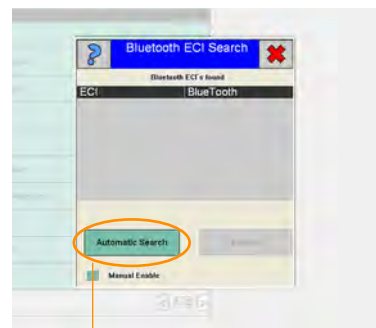 Bluetooth ECI Search
Bluetooth ECI's found
ECI BlueTooth
Automatic Search
Manual Enable